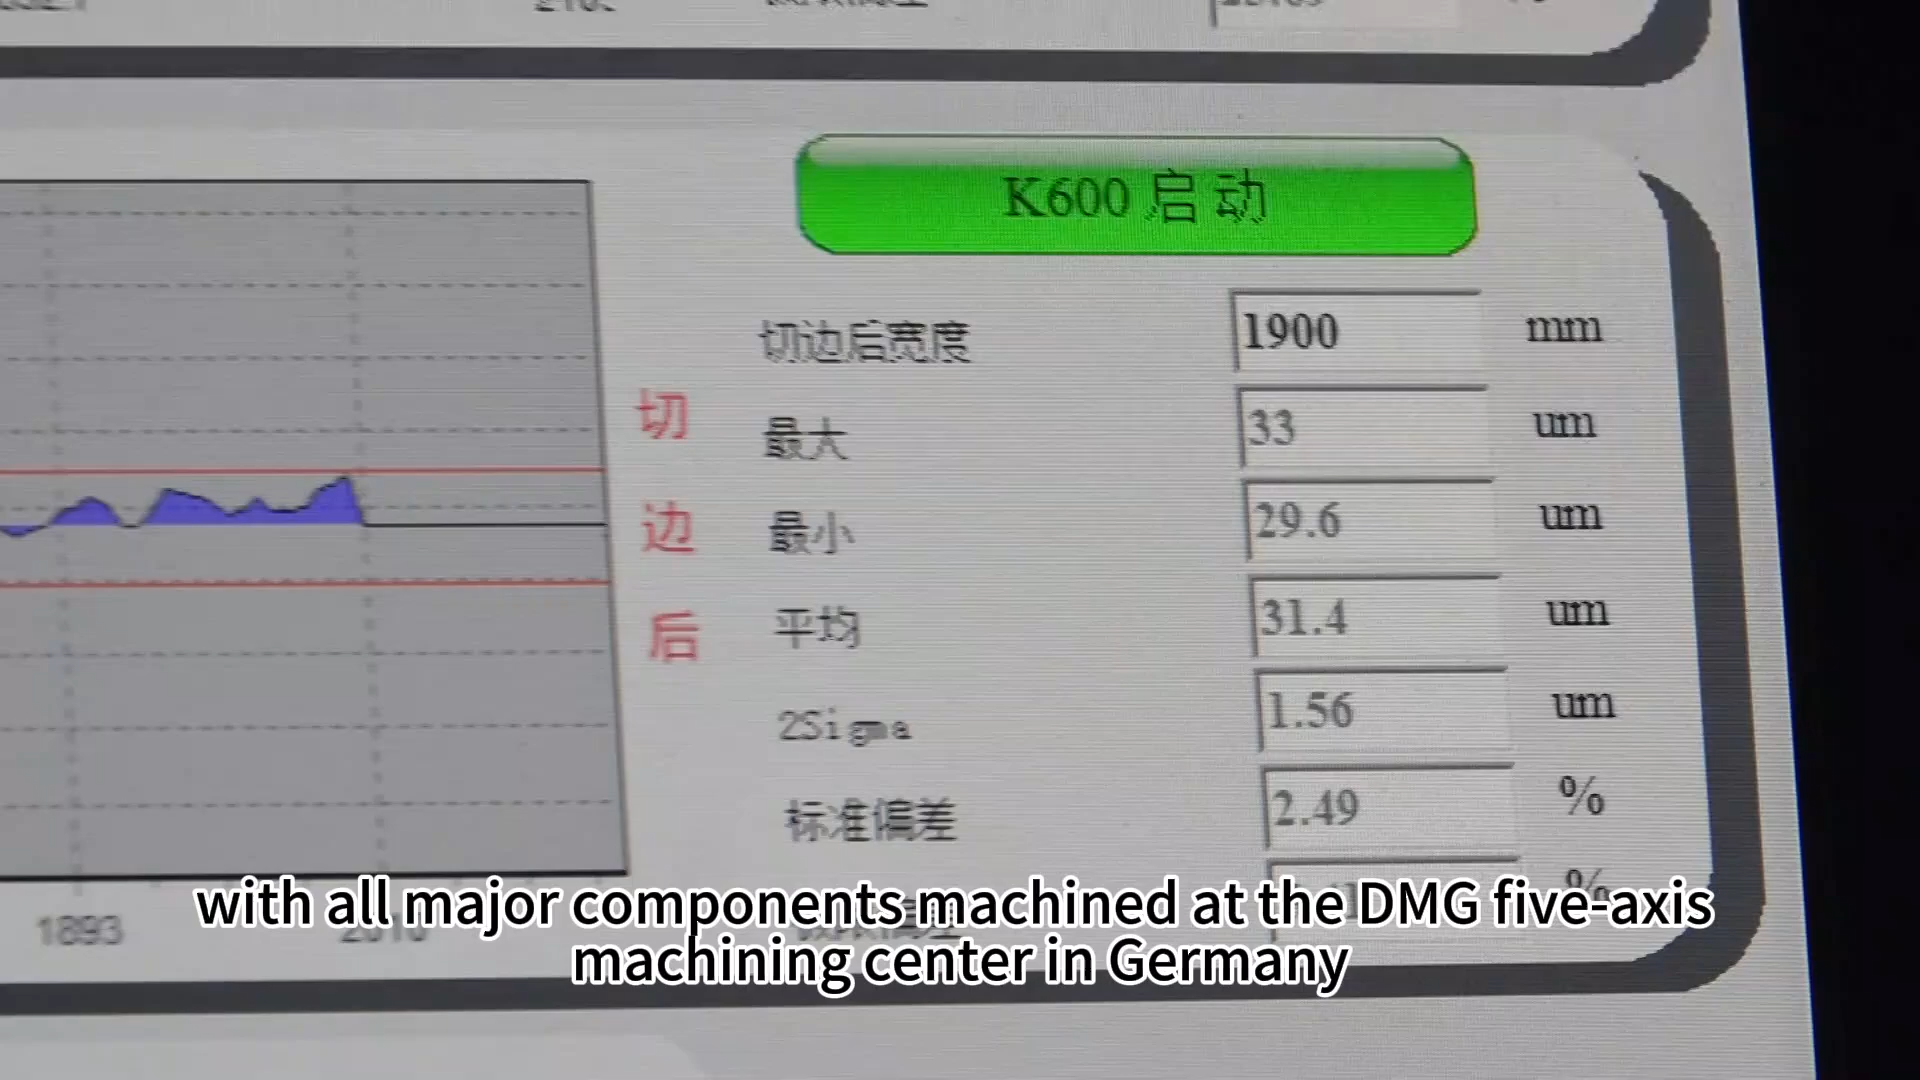 K600 启动
切边后宽度 1900 mm
最大 33 um
最小 29.6 um
平均 31.4 um
2Sigma 1.56 um
标准偏差 2.49 %
%
切
边
后
1893 2010
with all major components machined at the DMG five-axis
machining center in Germany